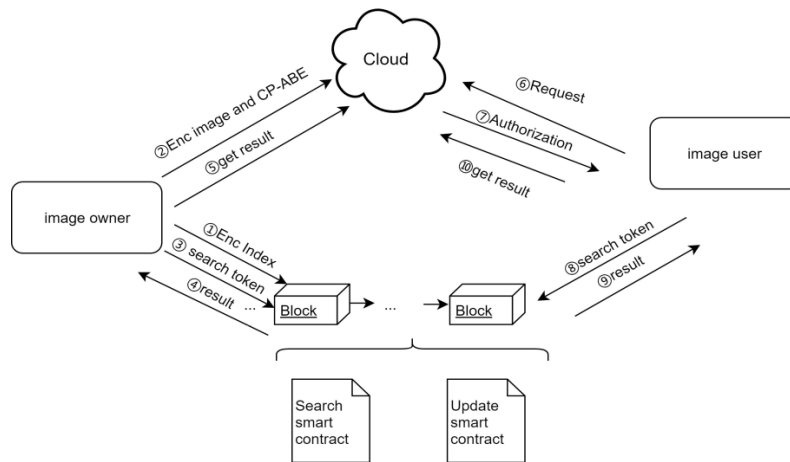 Cloud
②Enc image and CP-ABE
⑤get result
⑥Request
⑦Authorization
⑩get result
image owner
image user
①Enc Index
③ search token
④result
...
Block
...
Block
⑧search token
⑨result
Search
smart
contract
Update
smart
contract